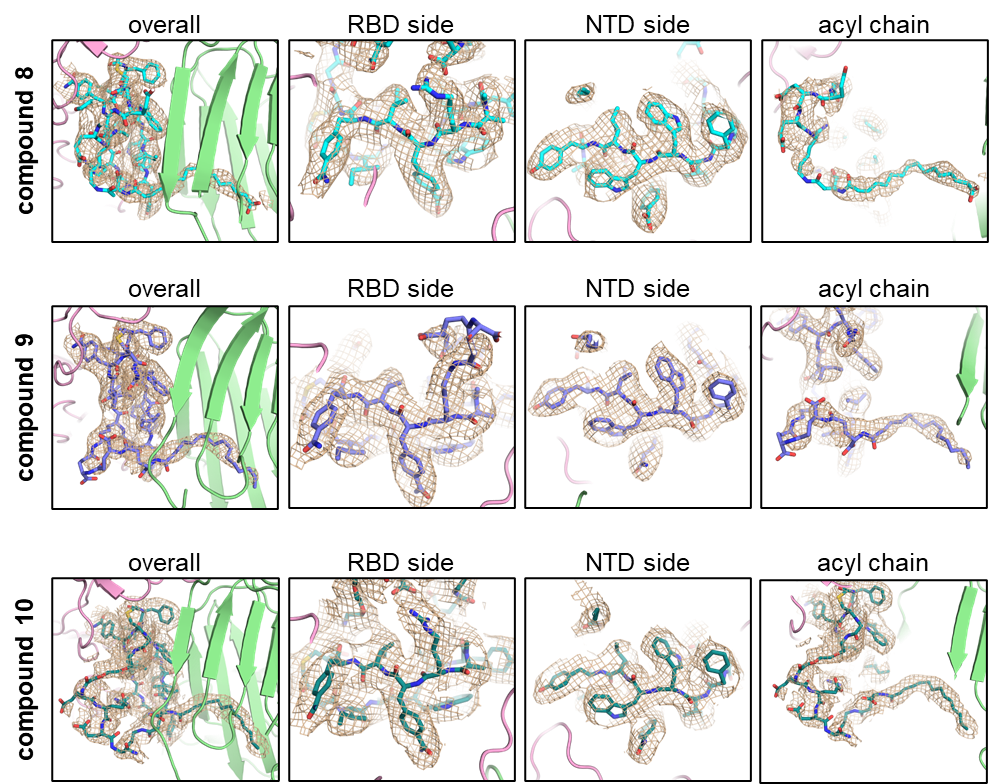 overall RBD side NTD side acyl chain
compound 8
overall RBD side NTD side acyl chain
compound 9
overall RBD side NTD side acyl chain
compound 10